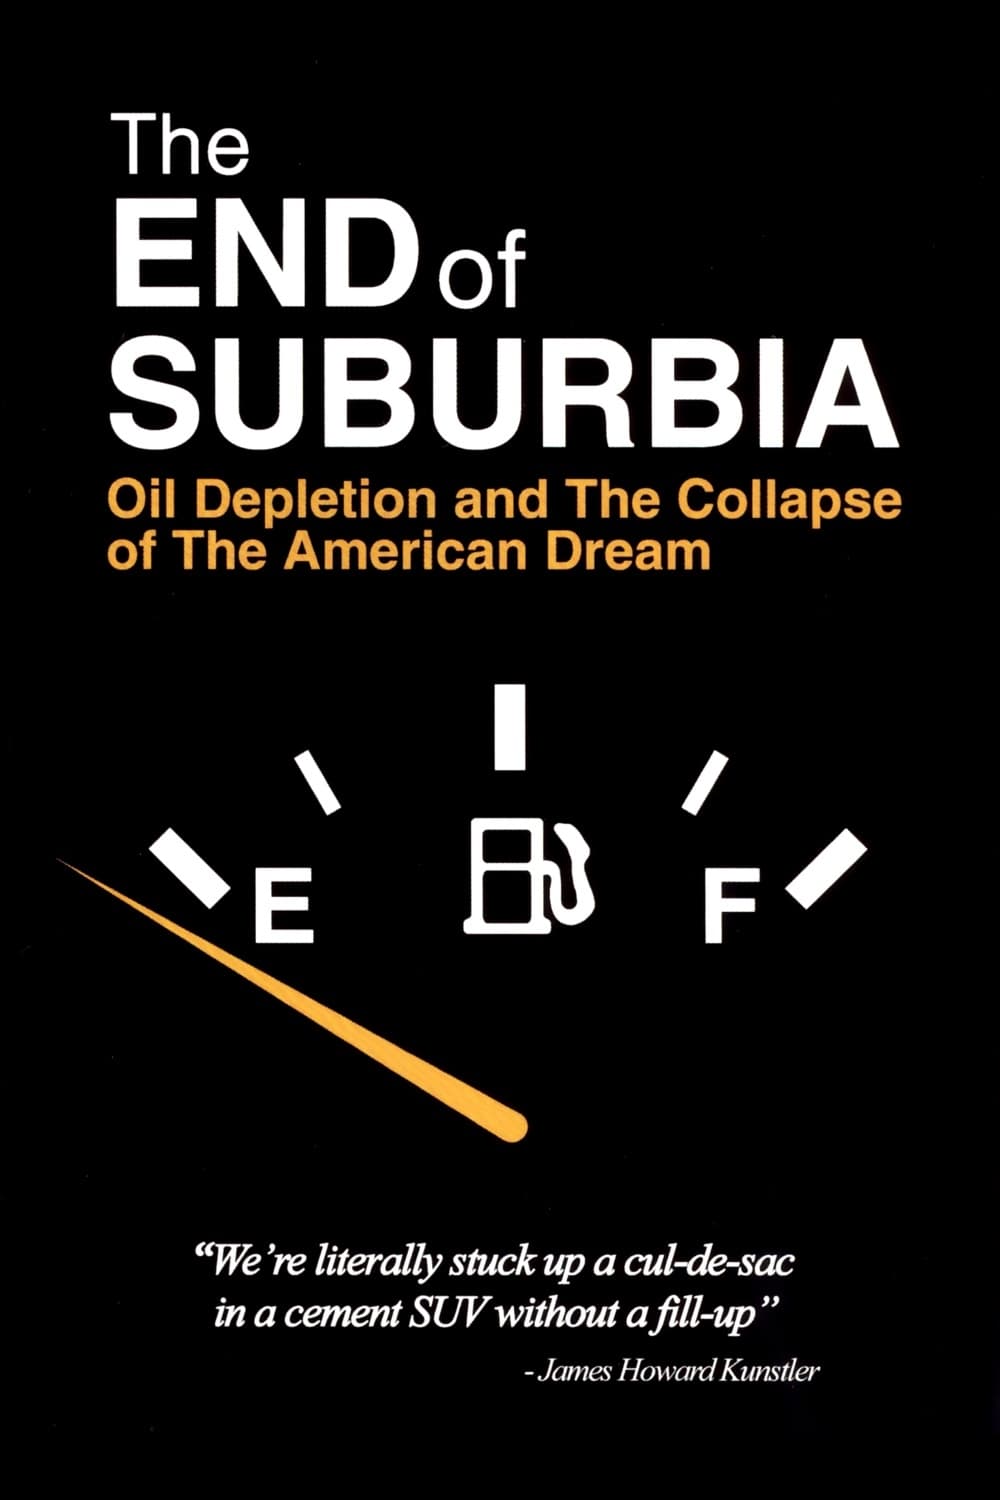 The
END of
SUBURBIA
Oil Depletion and The Collapse
of The American Dream
E F
“We’re literally stuck up a cul-de-sac
in a cement SUV without a fill-up”
- James Howard Kunstler